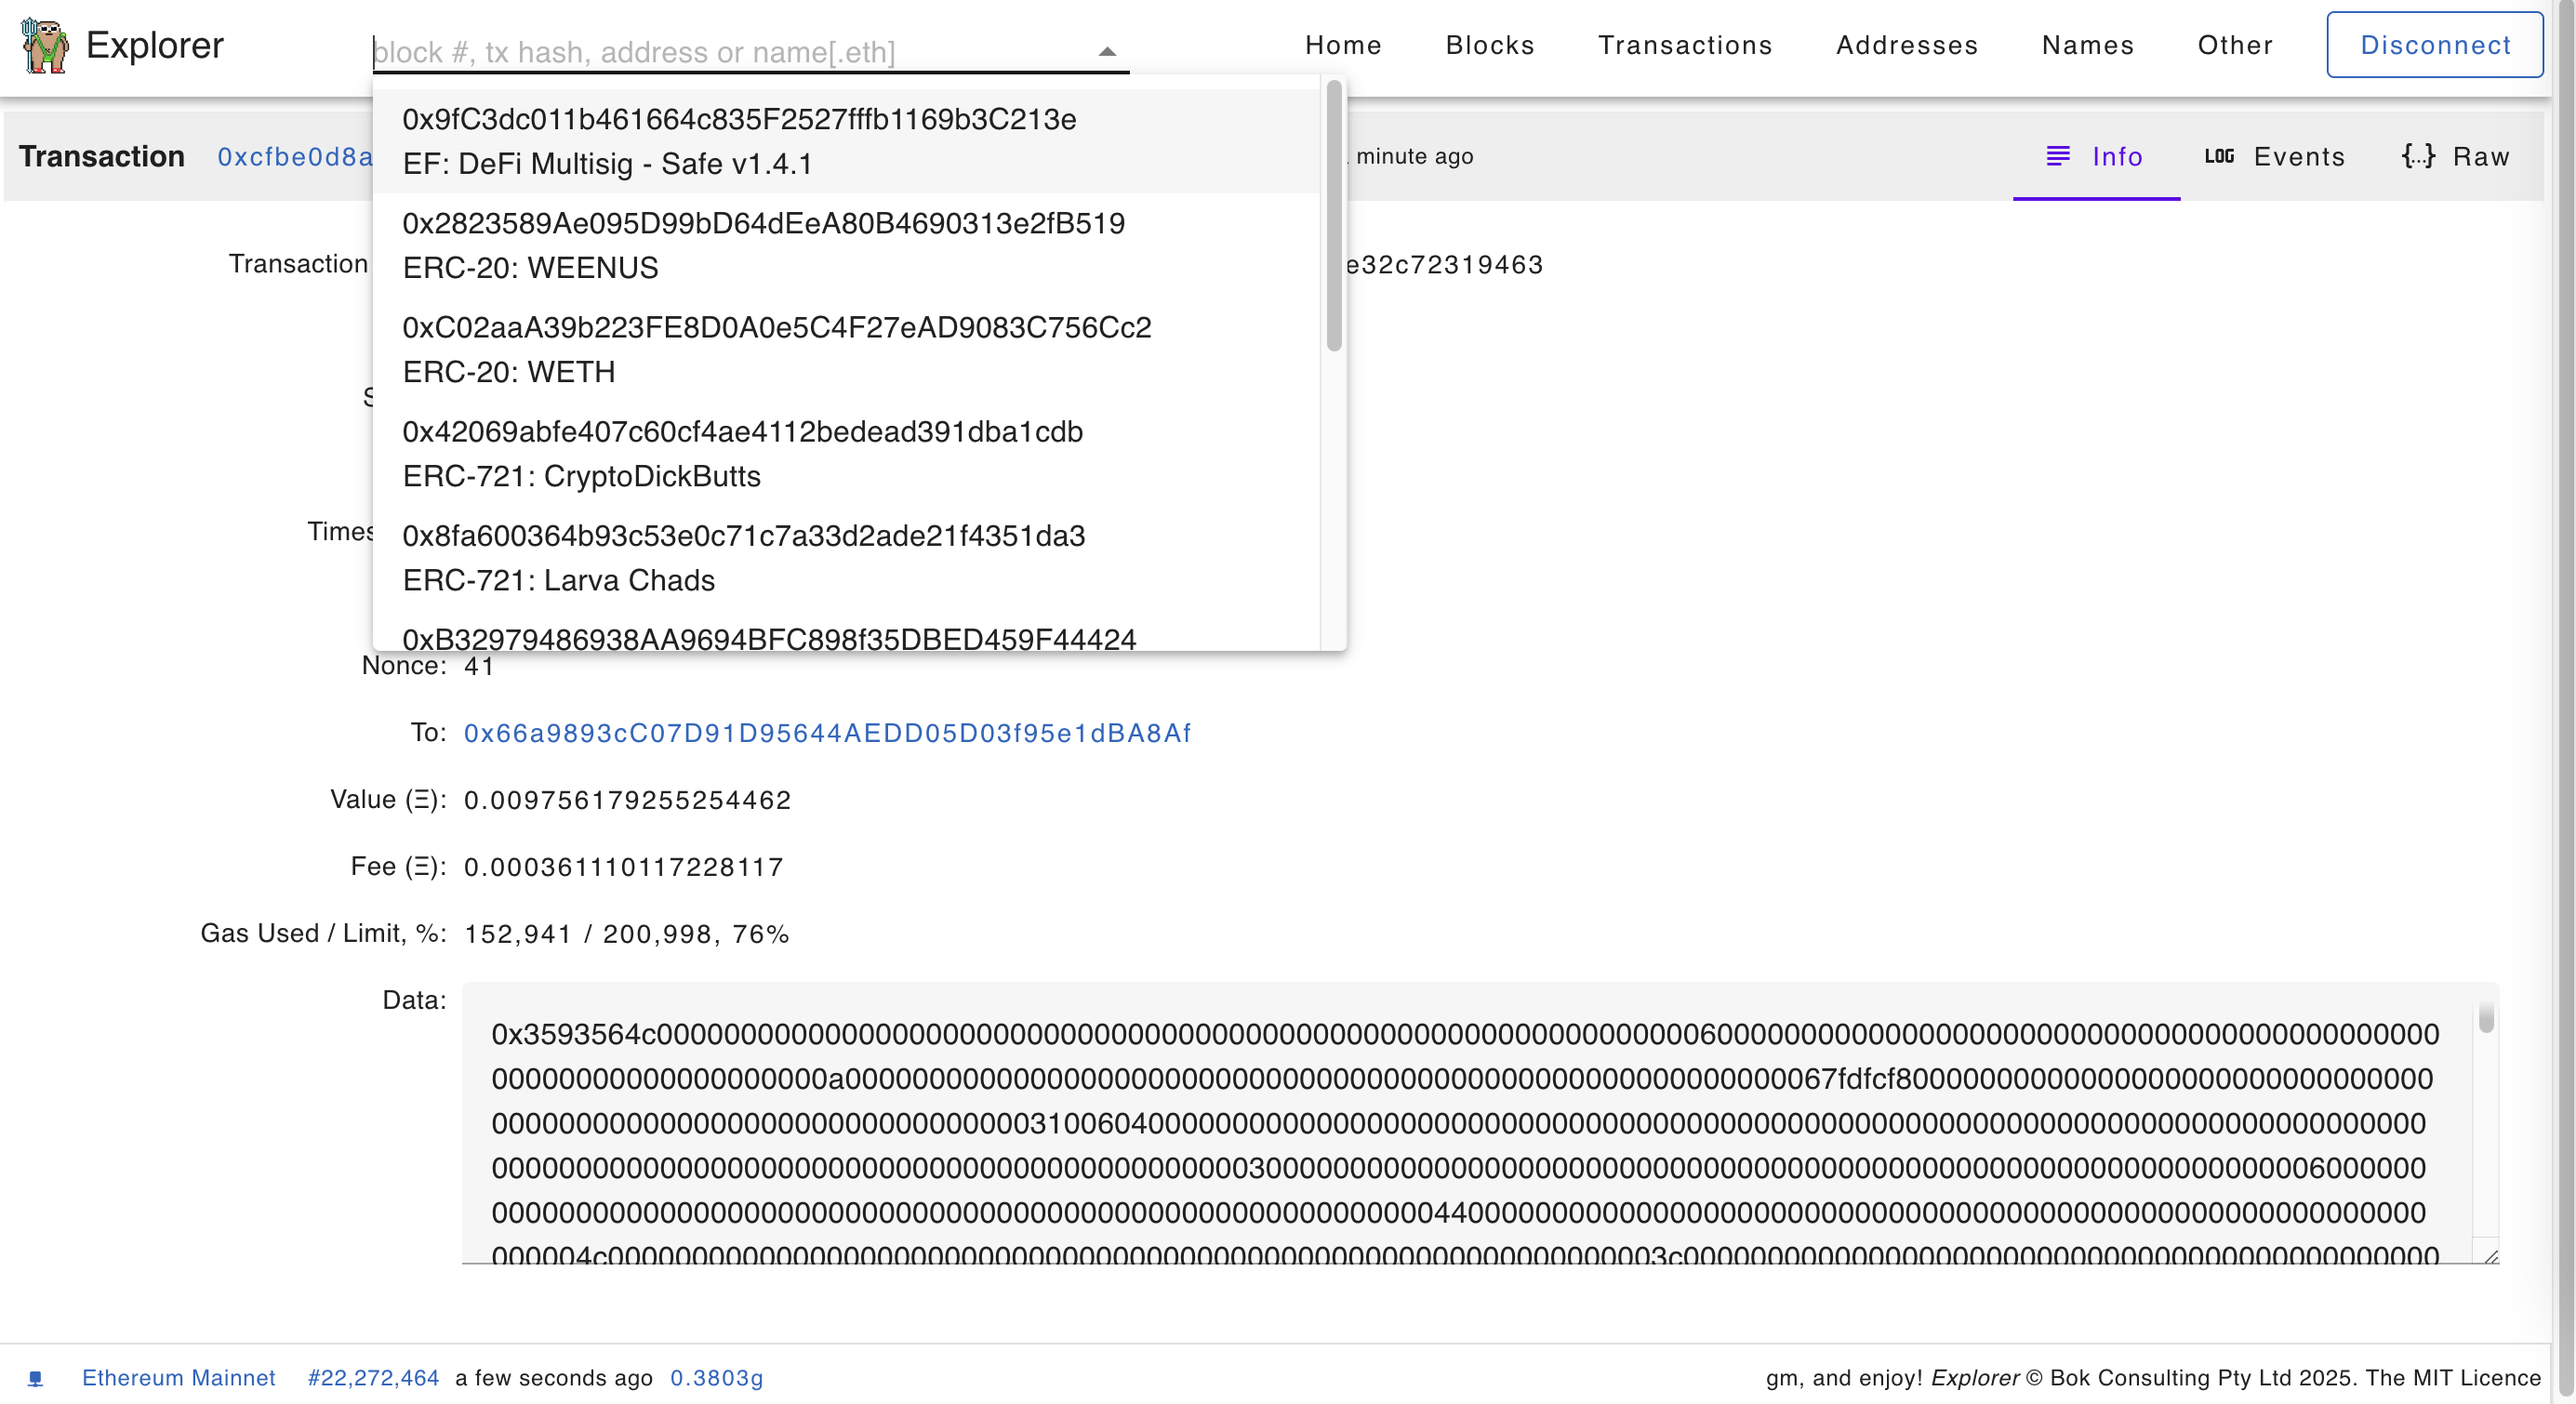 Explorer
block #, tx hash, address or name[.eth]
Home Blocks Transactions Addresses Names Other Disconnect
Transaction 0xcfbe0d8a
minute ago
Info LOG Events {...} Raw
0x9fC3dc011b461664c835F2527fffb1169b3C213e
EF: DeFi Multisig - Safe v1.4.1
0x2823589Ae095D99bD64dEeA80B4690313e2fB519
ERC-20: WEENUS
0xC02aaA39b223FE8D0A0e5C4F27eAD9083C756Cc2
ERC-20: WETH
0x42069abfe407c60cf4ae4112bedead391dba1cdb
ERC-721: CryptoDickButts
0x8fa600364b93c53e0c71c7a33d2ade21f4351da3
ERC-721: Larva Chads
0xB32979486938AA9694BFC898f35DBED459F44424
Transaction
e32c72319463
Times
Nonce: 41
To: 0x66a9893cC07D91D95644AEDD05D03f95e1dBA8Af
Value (Ξ): 0.009756179255254462
Fee (Ξ): 0.000361110117228117
Gas Used / Limit, %: 152,941 / 200,998, 76%
Data:
Ethereum Mainnet #22,272,464 a few seconds ago 0.3803g
gm, and enjoy! Explorer © Bok Consulting Pty Ltd 2025. The MIT Licence